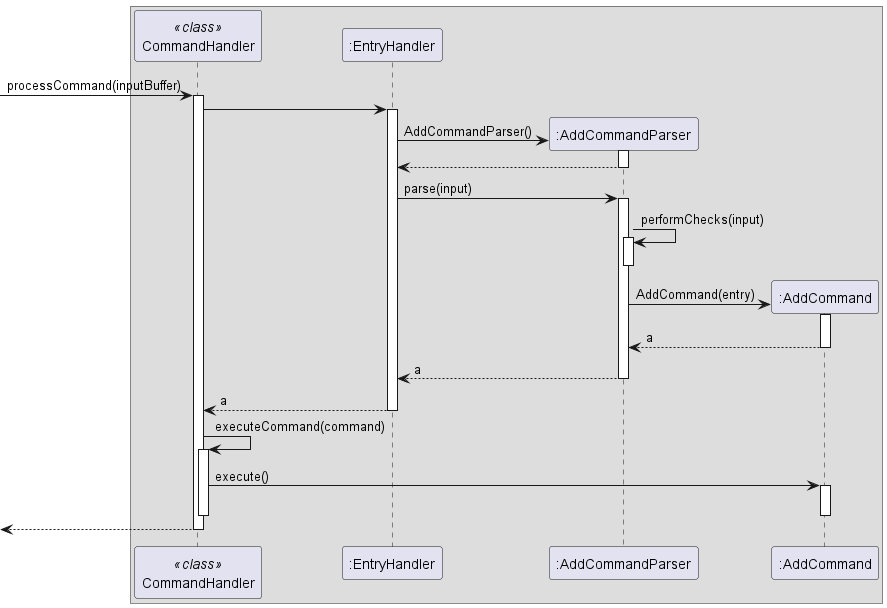 «class»
CommandHandler
:EntryHandler
processCommand(inputBuffer)
AddCommandParser()
:AddCommandParser
parse(input)
performChecks(input)
AddCommand(entry)
:AddCommand
a
a
a
executeCommand(command)
execute()
«class»
CommandHandler
:EntryHandler
:AddCommandParser
:AddCommand